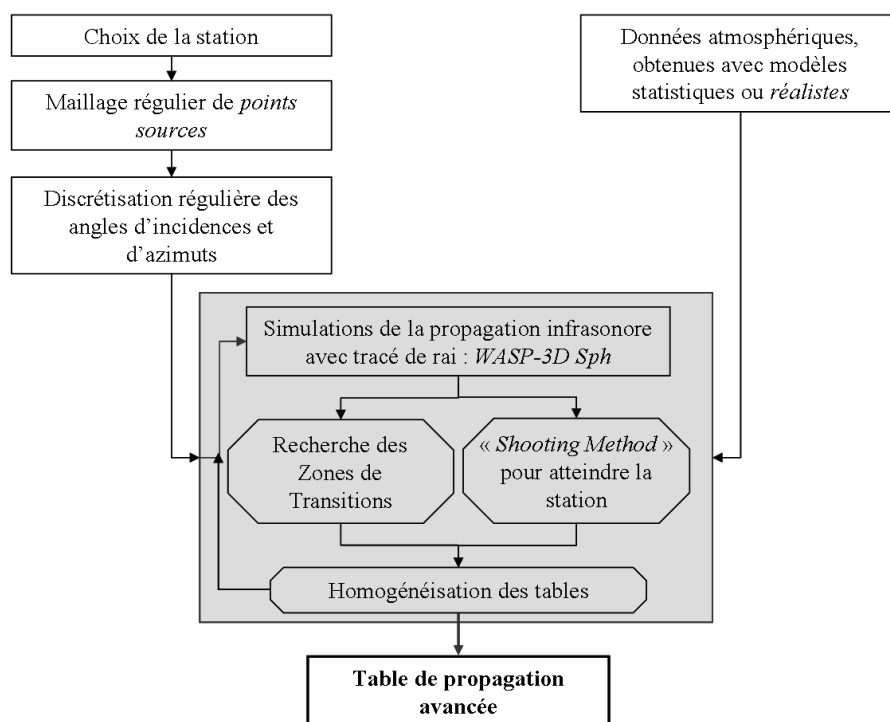 Choix de la station
Maillage régulier de points
sources
Discrétisation régulière des
angles d'incidences et
d'azimuts
Données atmosphériques,
obtenues avec modèles
statistiques ou réalistes
Simulations de la propagation infrasonore
avec tracé de rai : WASP-3D Sph
Recherche des
Zones de
Transitions
« Shooting Method »
pour atteindre la
station
Homogénéisation des tables
Table de propagation
avancée